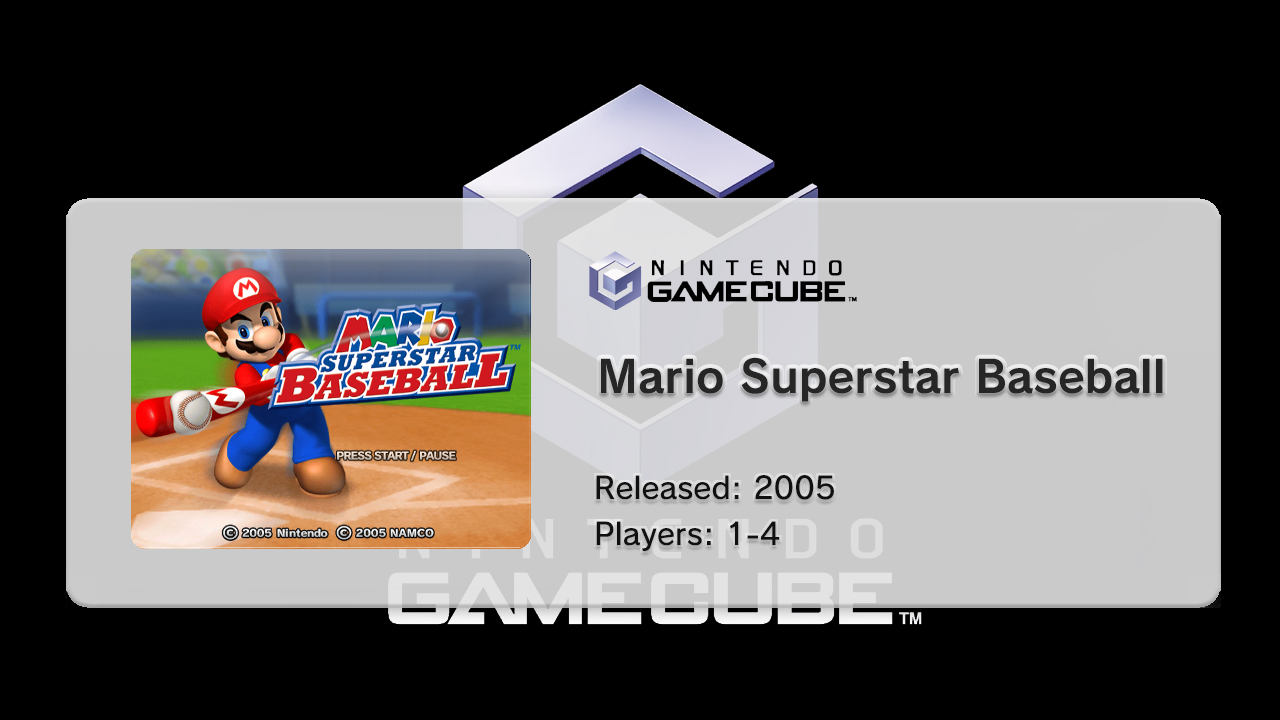 NINTENDO
GAMECUBE™
Mario Superstar Baseball
MARIO
SUPERSTAR
BASEBALL™
PRESS START / PAUSE
© 2005 Nintendo © 2005 NAMCO
Released: 2005
Players: 1-4
NINTENDO
GAMECUBE™